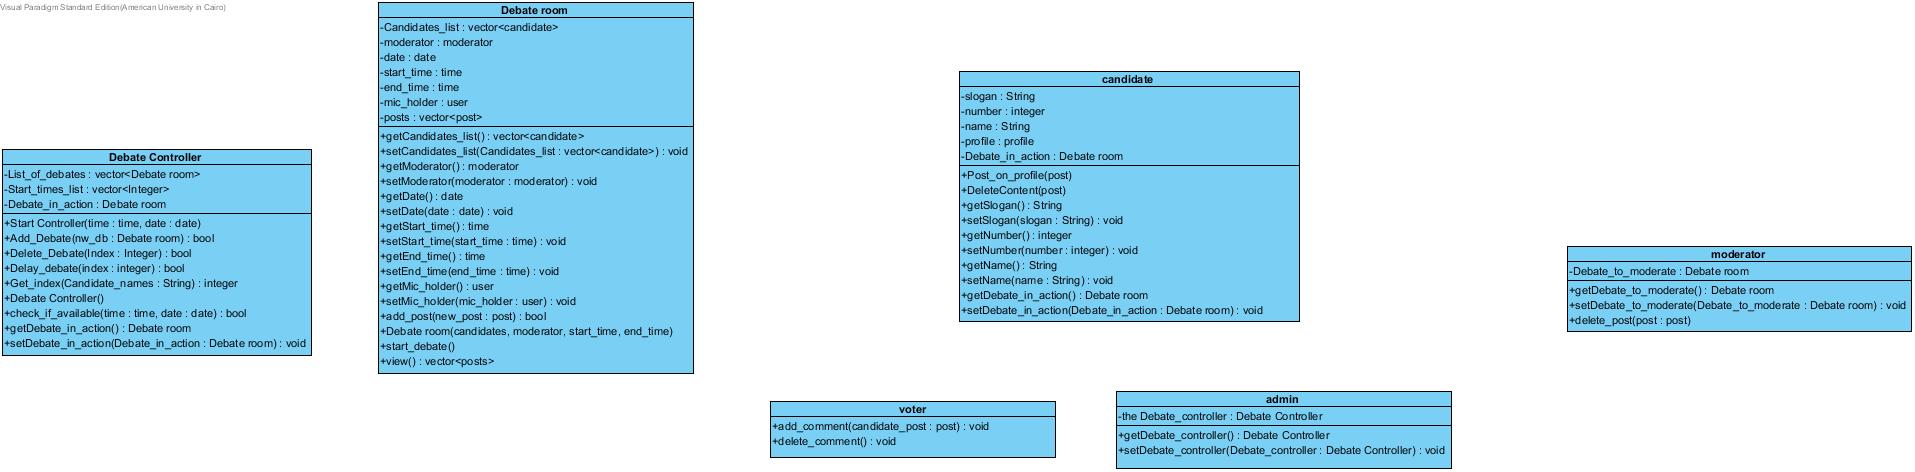 Visual Paradigm Standard Edition(American University in Cairo)
Debate room
-Candidates_list : vector<candidate>
-moderator : moderator
-date : date
-start_time : time
-end_time : time
-mic_holder : user
-posts : vector<post>
+getCandidates_list() : vector<candidate>
+setCandidates_list(Candidates_list : vector<candidate>) : void
+getModerator() : moderator
+setModerator(moderator : moderator) : void
+getDate() : date
+setDate(date : date) : void
+getStart_time() : time
+setStart_time(start_time : time) : void
+getEnd_time() : time
+setEnd_time(end_time : time) : void
+getMic_holder() : user
+setMic_holder(mic_holder : user) : void
+add_post(new_post : post) : bool
+Debate room(candidates, moderator, start_time, end_time)
+start_debate()
+view() : vector<posts>
Debate Controller
-List_of_debates : vector<Debate room>
-Start_times_list : vector<Integer>
-Debate_in_action : Debate room
+Start Controller(time : time, date : date)
+Add_Debate(nw_db : Debate room) : bool
+Delete_Debate(Index : Integer) : bool
+Delay_debate(index : integer) : bool
+Get_index(Candidate_names : String) : integer
+Debate Controller()
+check_if_available(time : time, date : date) : bool
+getDebate_in_action() : Debate room
+setDebate_in_action(Debate_in_action : Debate room) : void
candidate
-slogan : String
-number : integer
-name : String
-profile : profile
-Debate_in_action : Debate room
+Post_on_profile(post)
+DeleteContent(post)
+getSlogan() : String
+setSlogan(slogan : String) : void
+getNumber() : integer
+setNumber(number : integer) : void
+getName() : String
+setName(name : String) : void
+getDebate_in_action() : Debate room
+setDebate_in_action(Debate_in_action : Debate room) : void
moderator
-Debate_to_moderate : Debate room
+getDebate_to_moderate() : Debate room
+setDebate_to_moderate(Debate_to_moderate : Debate room) : void
+delete_post(post : post)
voter
+add_comment(candidate_post : post) : void
+delete_comment() : void
admin
-the Debate_controller : Debate Controller
+getDebate_controller() : Debate Controller
+setDebate_controller(Debate_controller : Debate Controller) : void